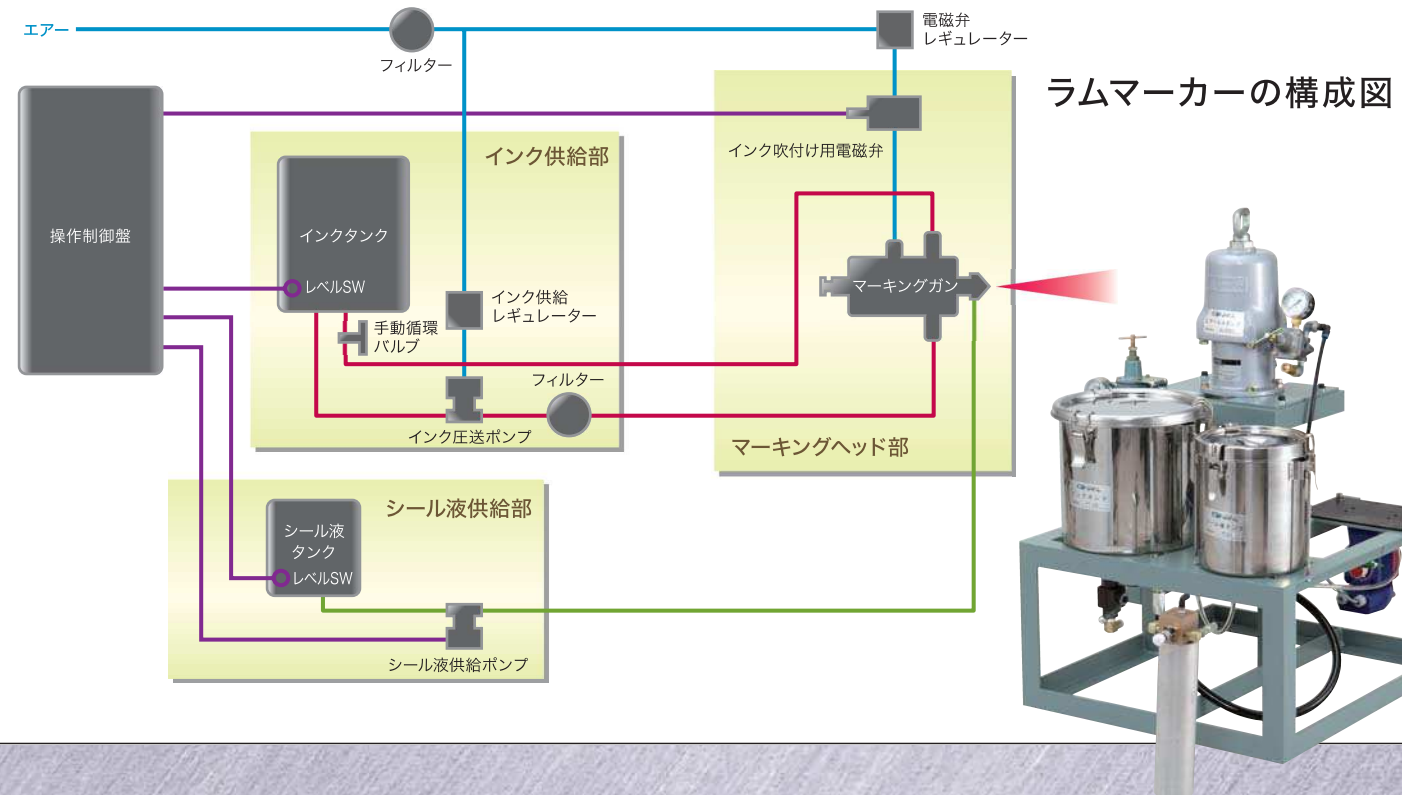 エアー
フィルター
電磁弁
レギュレーター
ラムマーカーの構成図
操作制御盤
インク供給部
インクタンク
レベルSW
手動循環
バルブ
インク供給
レギュレーター
フィルター
インク圧送ポンプ
インク吹付け用電磁弁
マーキングガン
マーキングヘッド部
シール液供給部
シール液
タンク
レベルSW
シール液供給ポンプ